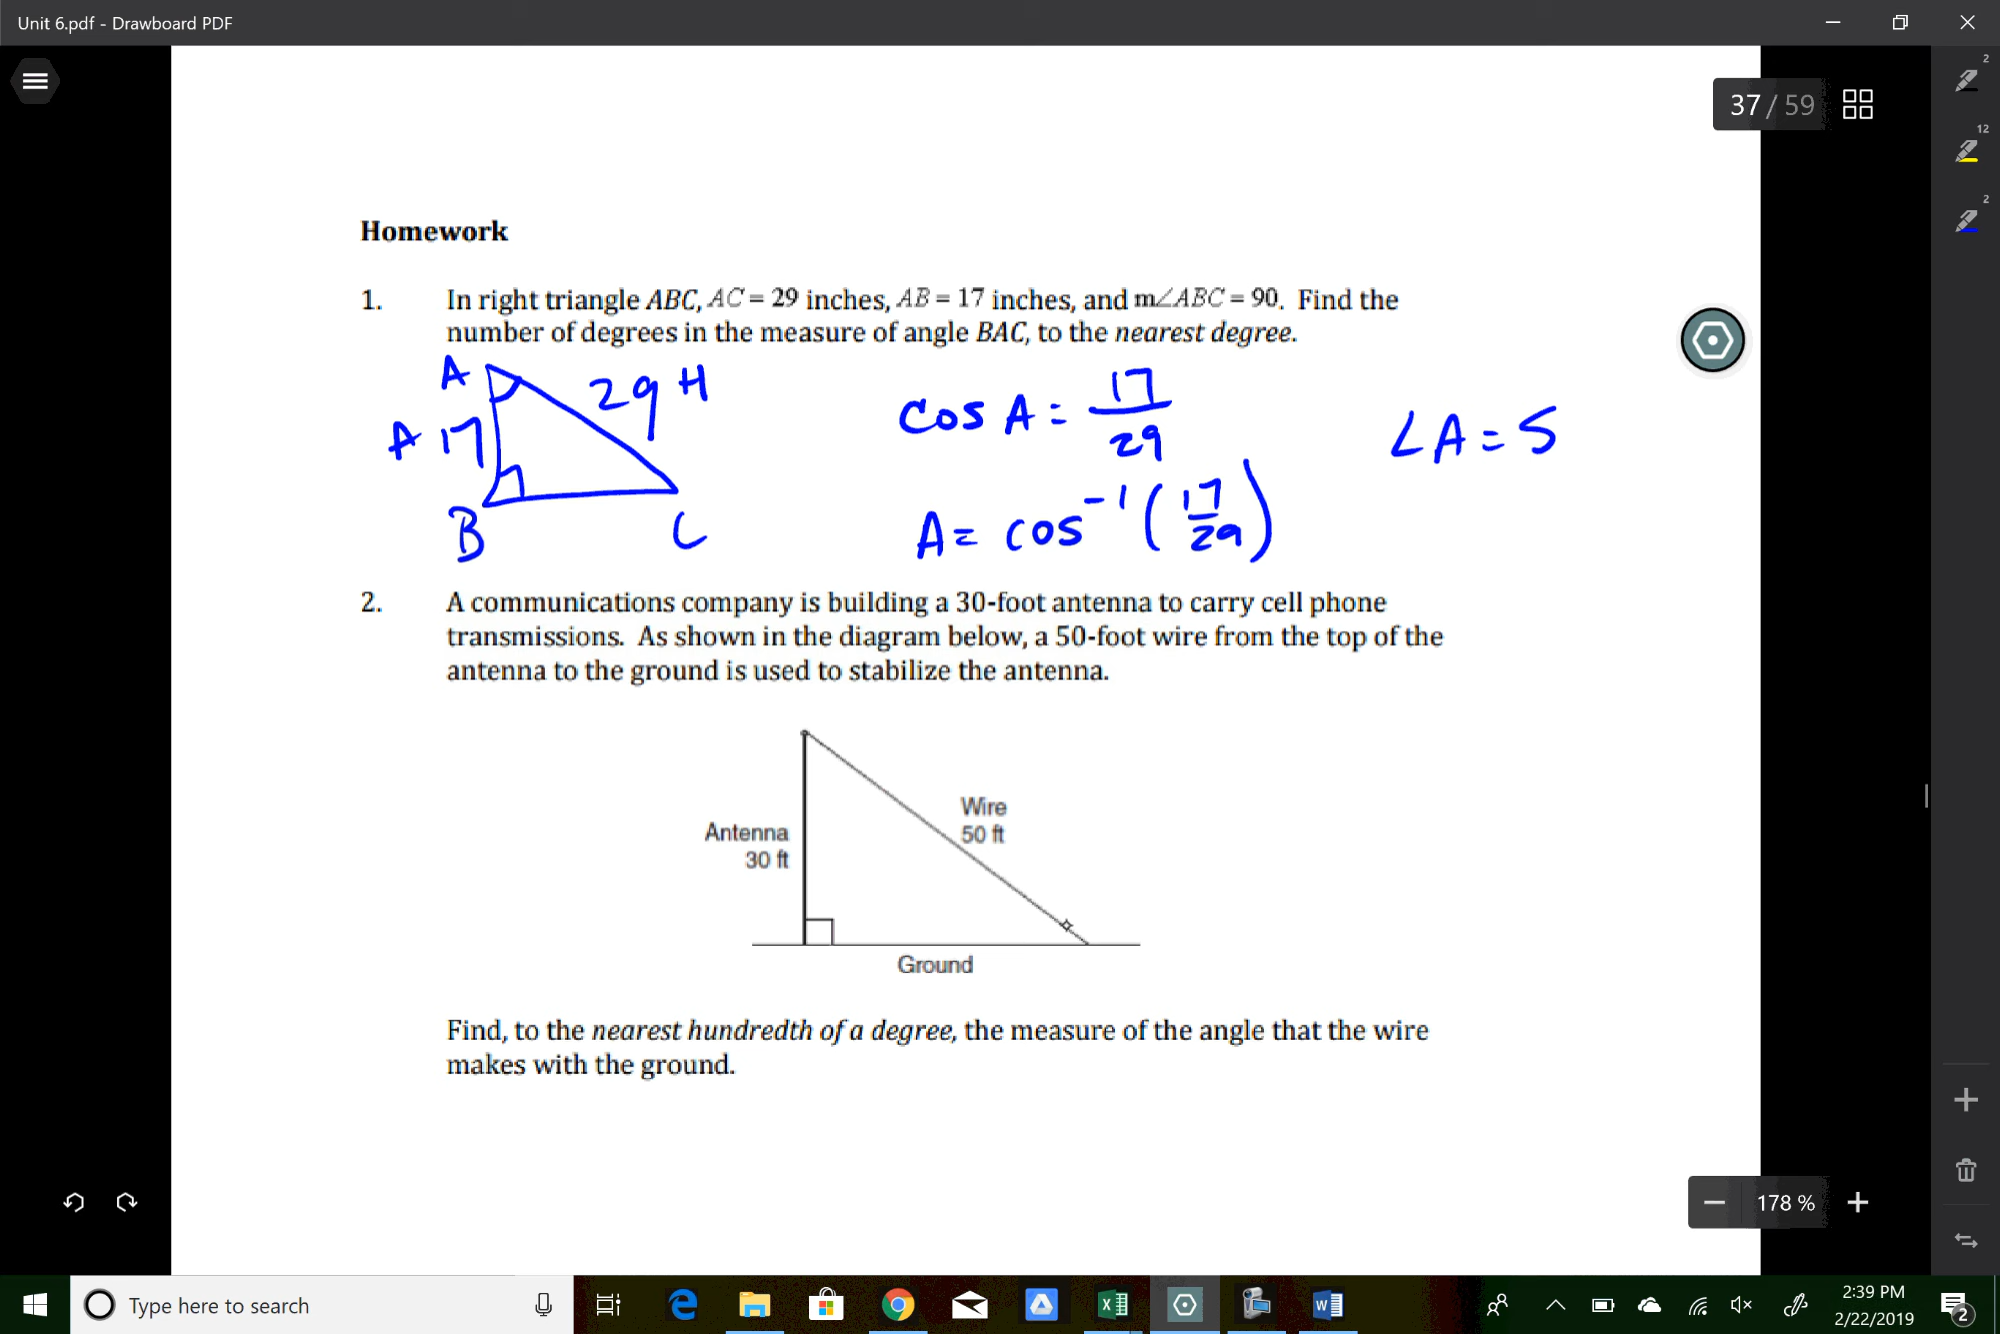 Unit 6.pdf - Drawboard PDF
2
37 / 59
12
2
Homework
1. In right triangle ABC, AC = 29 inches, AB = 17 inches, and m∠ABC = 90. Find the
number of degrees in the measure of angle BAC, to the nearest degree.
A
29 H
A 17
B
C
cos A = 17/29
A = cos⁻¹(17/29)
∠A = 5
2. A communications company is building a 30-foot antenna to carry cell phone
transmissions. As shown in the diagram below, a 50-foot wire from the top of the
antenna to the ground is used to stabilize the antenna.
Wire
50 ft
Antenna
30 ft
Ground
Find, to the nearest hundredth of a degree, the measure of the angle that the wire
makes with the ground.
178 %
Type here to search
2:39 PM
2/22/2019
2